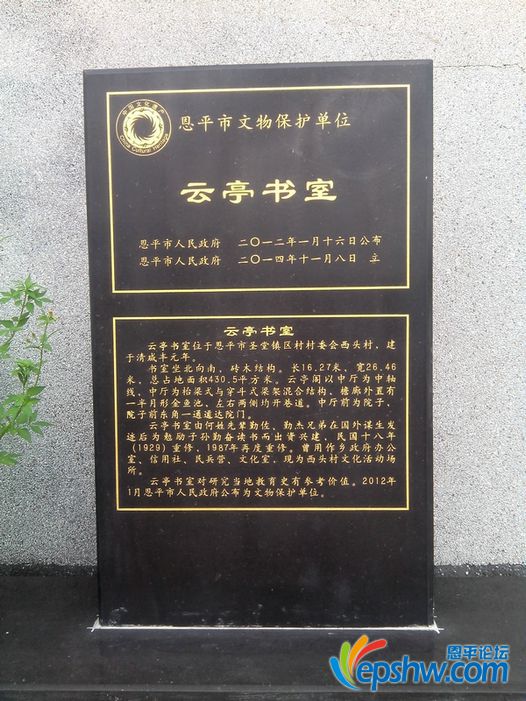 中国文化遗产
China Cultural Heritage
恩平市文物保护单位
云亭书室
恩平市人民政府 二〇一二年一月十六日公布
恩平市人民政府 二〇一四年十一月八日 立
云亭书室
云亭书室位于恩平市圣堂镇区村村委会西头村，建
于清咸丰元年。
书室坐北向南，砖木结构。长16.27米，宽26.46
米，总占地面积430.5平方米。云亭阁以中厅为中轴
线，中厅为抬梁式与穿斗式梁架混合结构，檐廊外置有
一半月形金鱼池。左右两侧均开巷道。中厅前为院子，
院子前东角一通道达院门。
云亭书室由何姓先辈勤佐、勤杰兄弟在国外谋生发
迹后为勉励子孙勤奋读书而出资兴建，民国十八年
(1929) 重修，1987年再度重修。曾用作乡政府办公
室、信用社、民兵营、文化室，现为西头村文化活动场
所。
云亭书室对研究当地教育史有参考价值。2012年
1月恩平市人民政府公布为文物保护单位。
恩平论坛
epshw.com